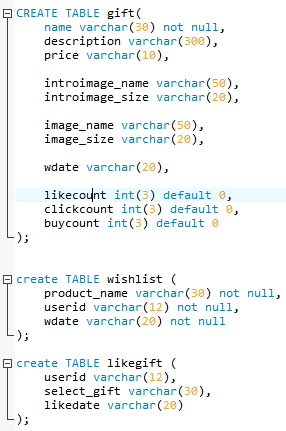 CREATE TABLE gift(
name varchar(30) not null,
description varchar(300),
price varchar(10),
introimage_name varchar(50),
introimage_size varchar(20),
image_name varchar(50),
image_size varchar(20),
wdate varchar(20),
likecount int(3) default 0,
clickcount int(3) default 0,
buycount int(3) default 0
);
create TABLE wishlist (
product_name varchar(30) not null,
userid varchar(12) not null,
wdate varchar(20) not null
);
create TABLE likegift (
userid varchar(12),
select_gift varchar(30),
likedate varchar(20)
);